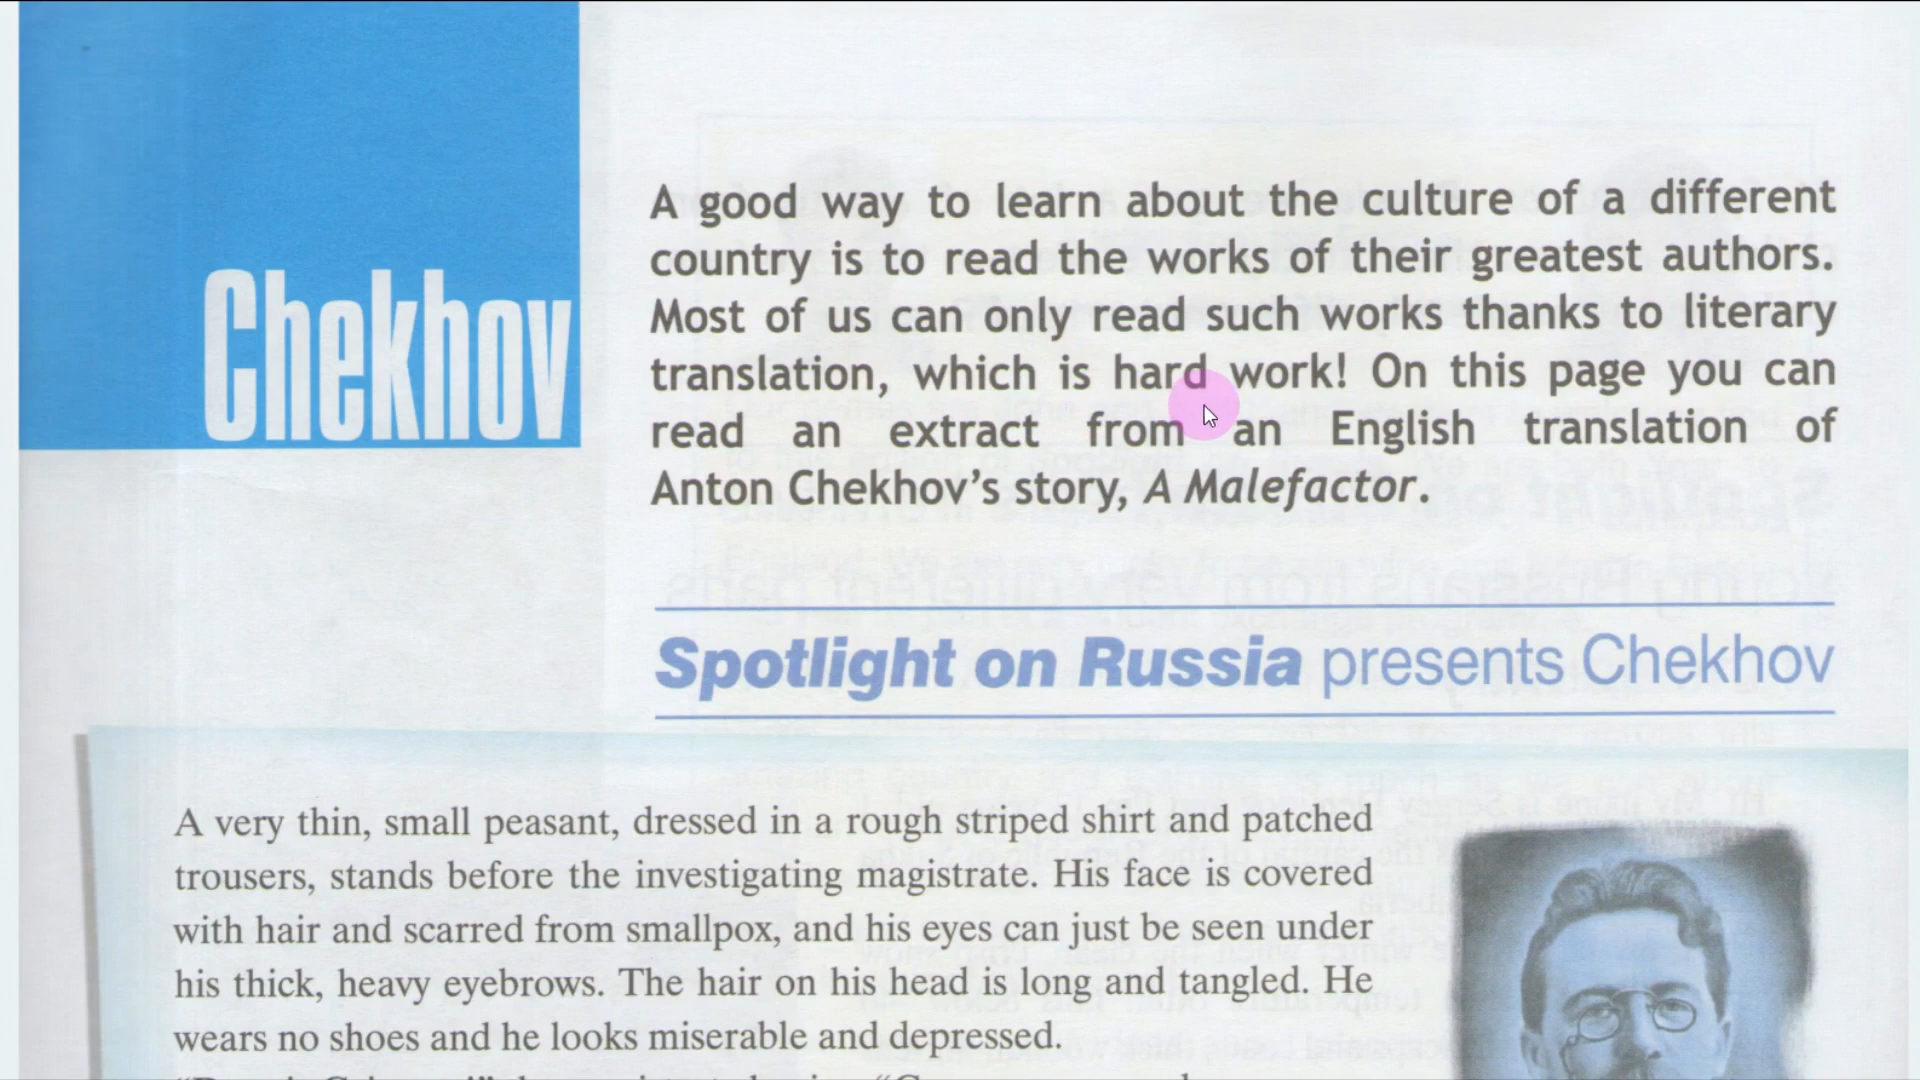 Chekhov
A good way to learn about the culture of a different
country is to read the works of their greatest authors.
Most of us can only read such works thanks to literary
translation, which is hard work! On this page you can
read an extract from an English translation of
Anton Chekhov's story, A Malefactor.
Spotlight on Russia presents Chekhov
A very thin, small peasant, dressed in a rough striped shirt and patched
trousers, stands before the investigating magistrate. His face is covered
with hair and scarred from smallpox, and his eyes can just be seen under
his thick, heavy eyebrows. The hair on his head is long and tangled. He
wears no shoes and he looks miserable and depressed.